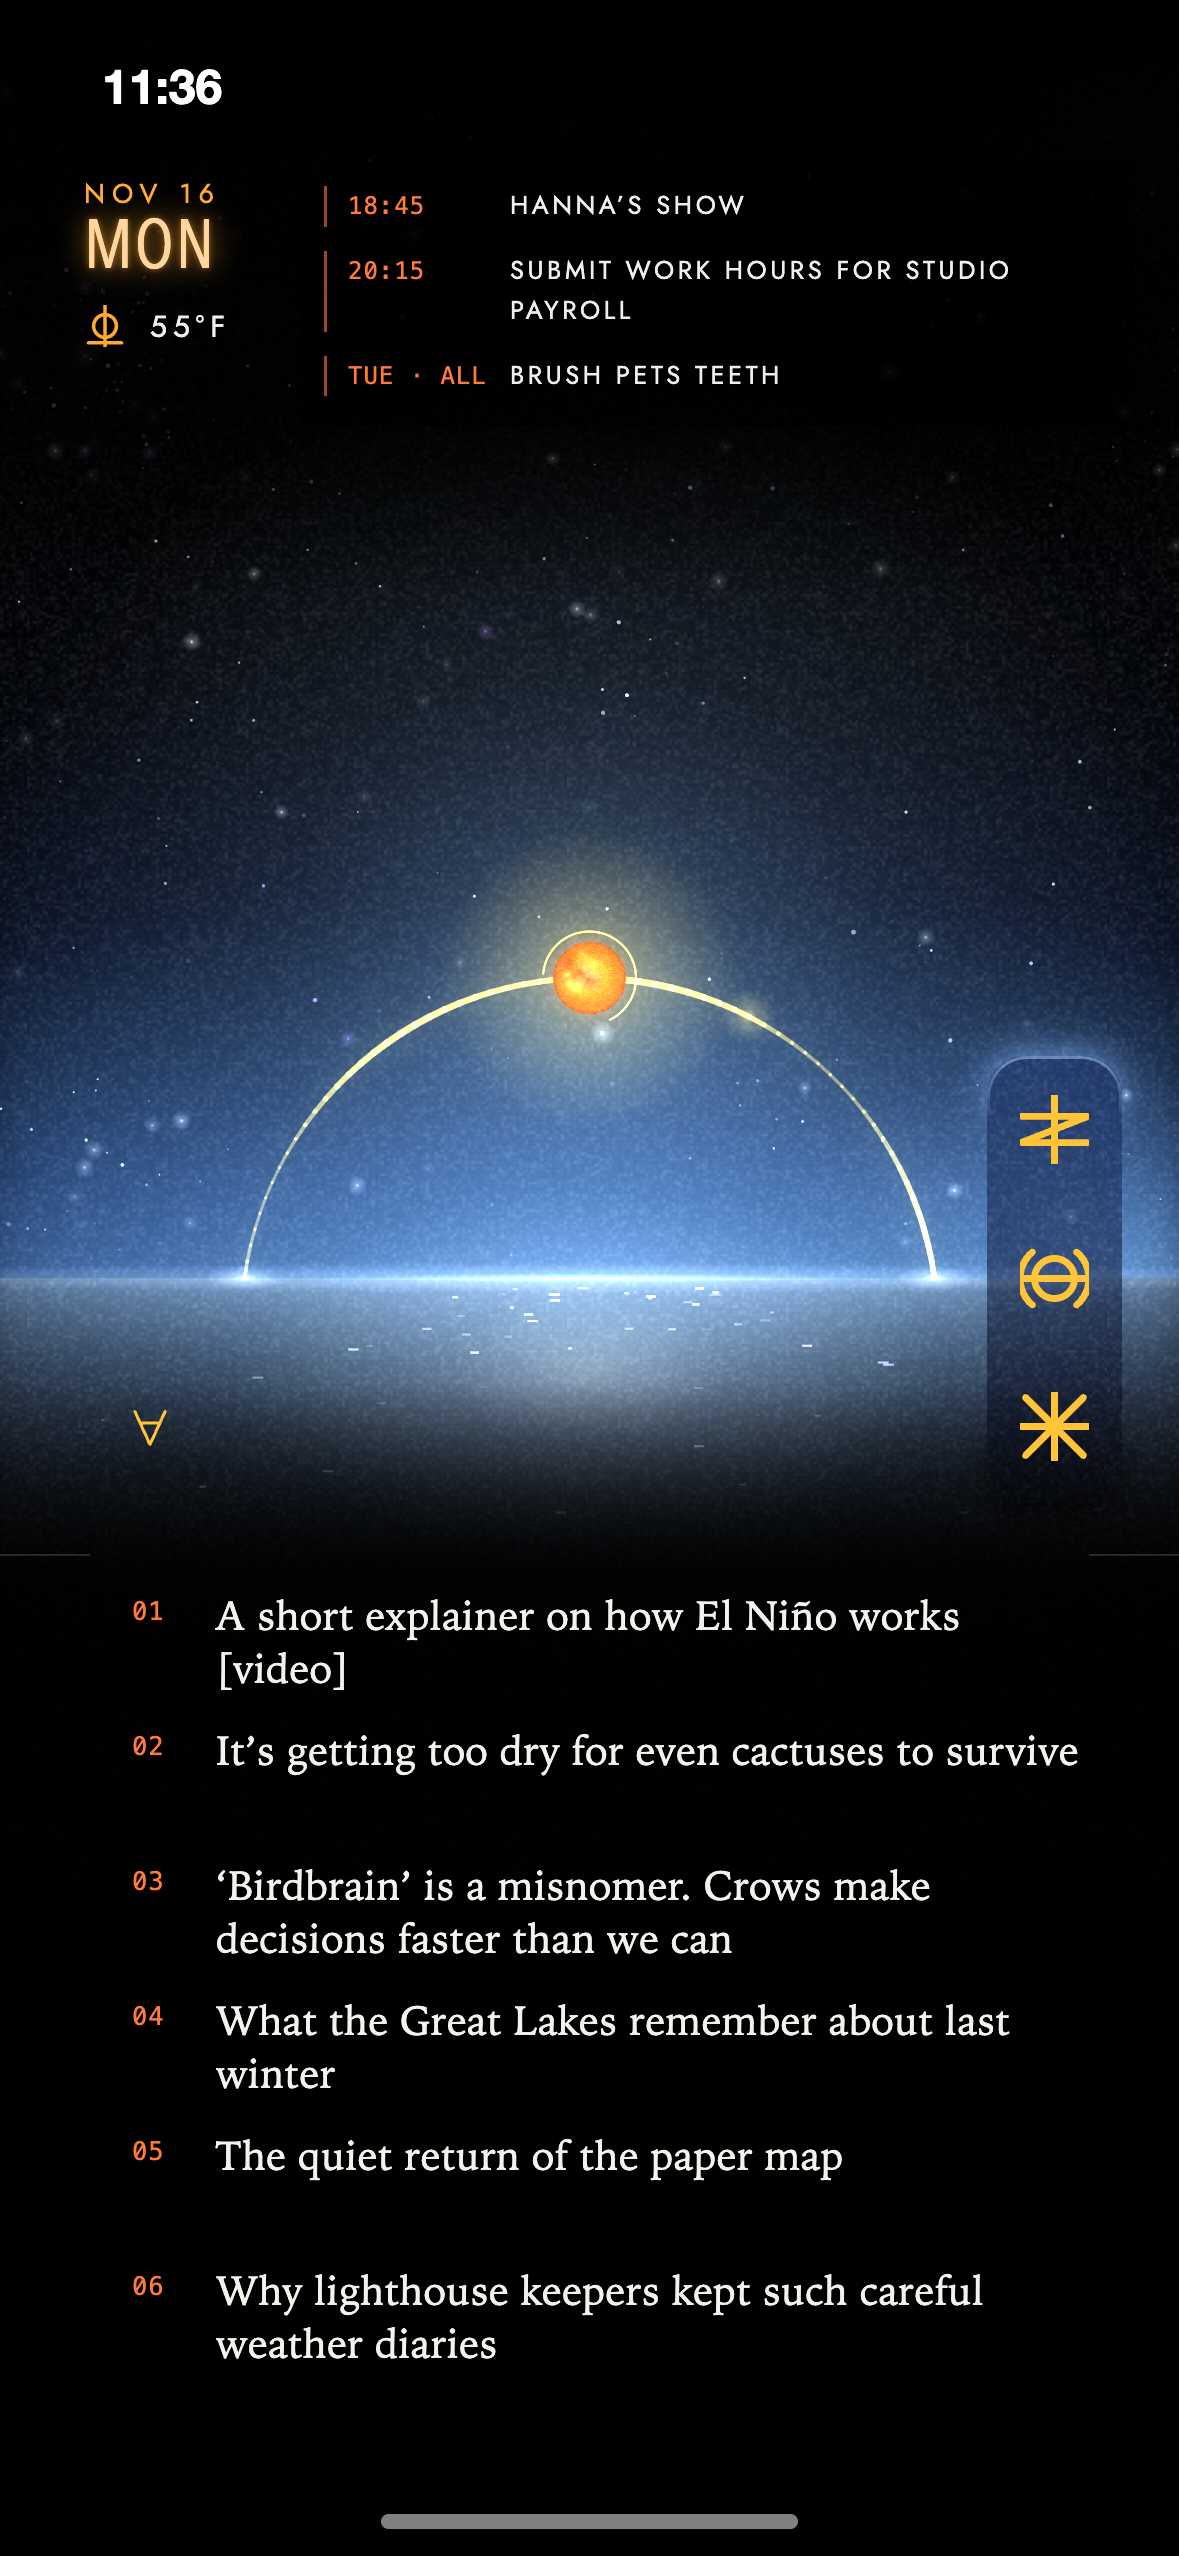 11:36
NOV 16
MON
55°F
18:45 HANNA’S SHOW
20:15 SUBMIT WORK HOURS FOR STUDIO
PAYROLL
TUE · ALL BRUSH PETS TEETH
01 A short explainer on how El Niño works
[video]
02 It’s getting too dry for even cactuses to survive
03 ‘Birdbrain’ is a misnomer. Crows make
decisions faster than we can
04 What the Great Lakes remember about last
winter
05 The quiet return of the paper map
06 Why lighthouse keepers kept such careful
weather diaries